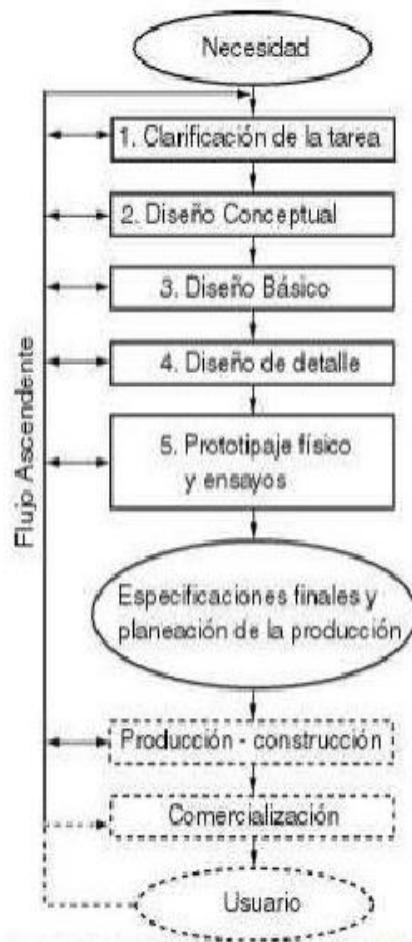 Necesidad
1. Clarificación de la tarea
2. Diseño Conceptual
3. Diseño Básico
4. Diseño de detalle
5. Prototipaje físico
y ensayos
Flujo Ascendente
Especificaciones finales y
planeación de la producción
Producción - construcción
Comercialización
Usuario